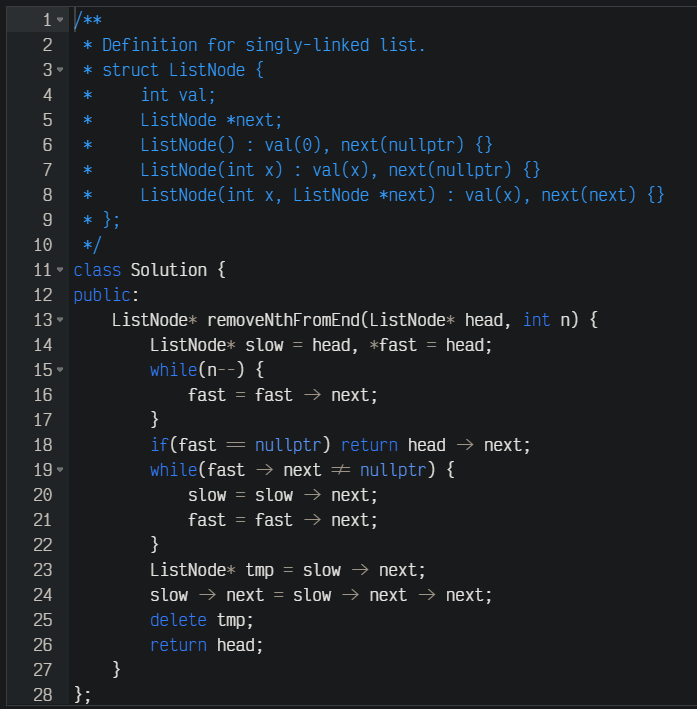 1 /**
2  * Definition for singly-linked list.
3  * struct ListNode {
4  *     int val;
5  *     ListNode *next;
6  *     ListNode() : val(0), next(nullptr) {}
7  *     ListNode(int x) : val(x), next(nullptr) {}
8  *     ListNode(int x, ListNode *next) : val(x), next(next) {}
9  * };
10  */
11 class Solution {
12 public:
13     ListNode* removeNthFromEnd(ListNode* head, int n) {
14         ListNode* slow = head, *fast = head;
15         while(n--) {
16             fast = fast -> next;
17         }
18         if(fast == nullptr) return head -> next;
19         while(fast -> next != nullptr) {
20             slow = slow -> next;
21             fast = fast -> next;
22         }
23         ListNode* tmp = slow -> next;
24         slow -> next = slow -> next -> next;
25         delete tmp;
26         return head;
27     }
28 };